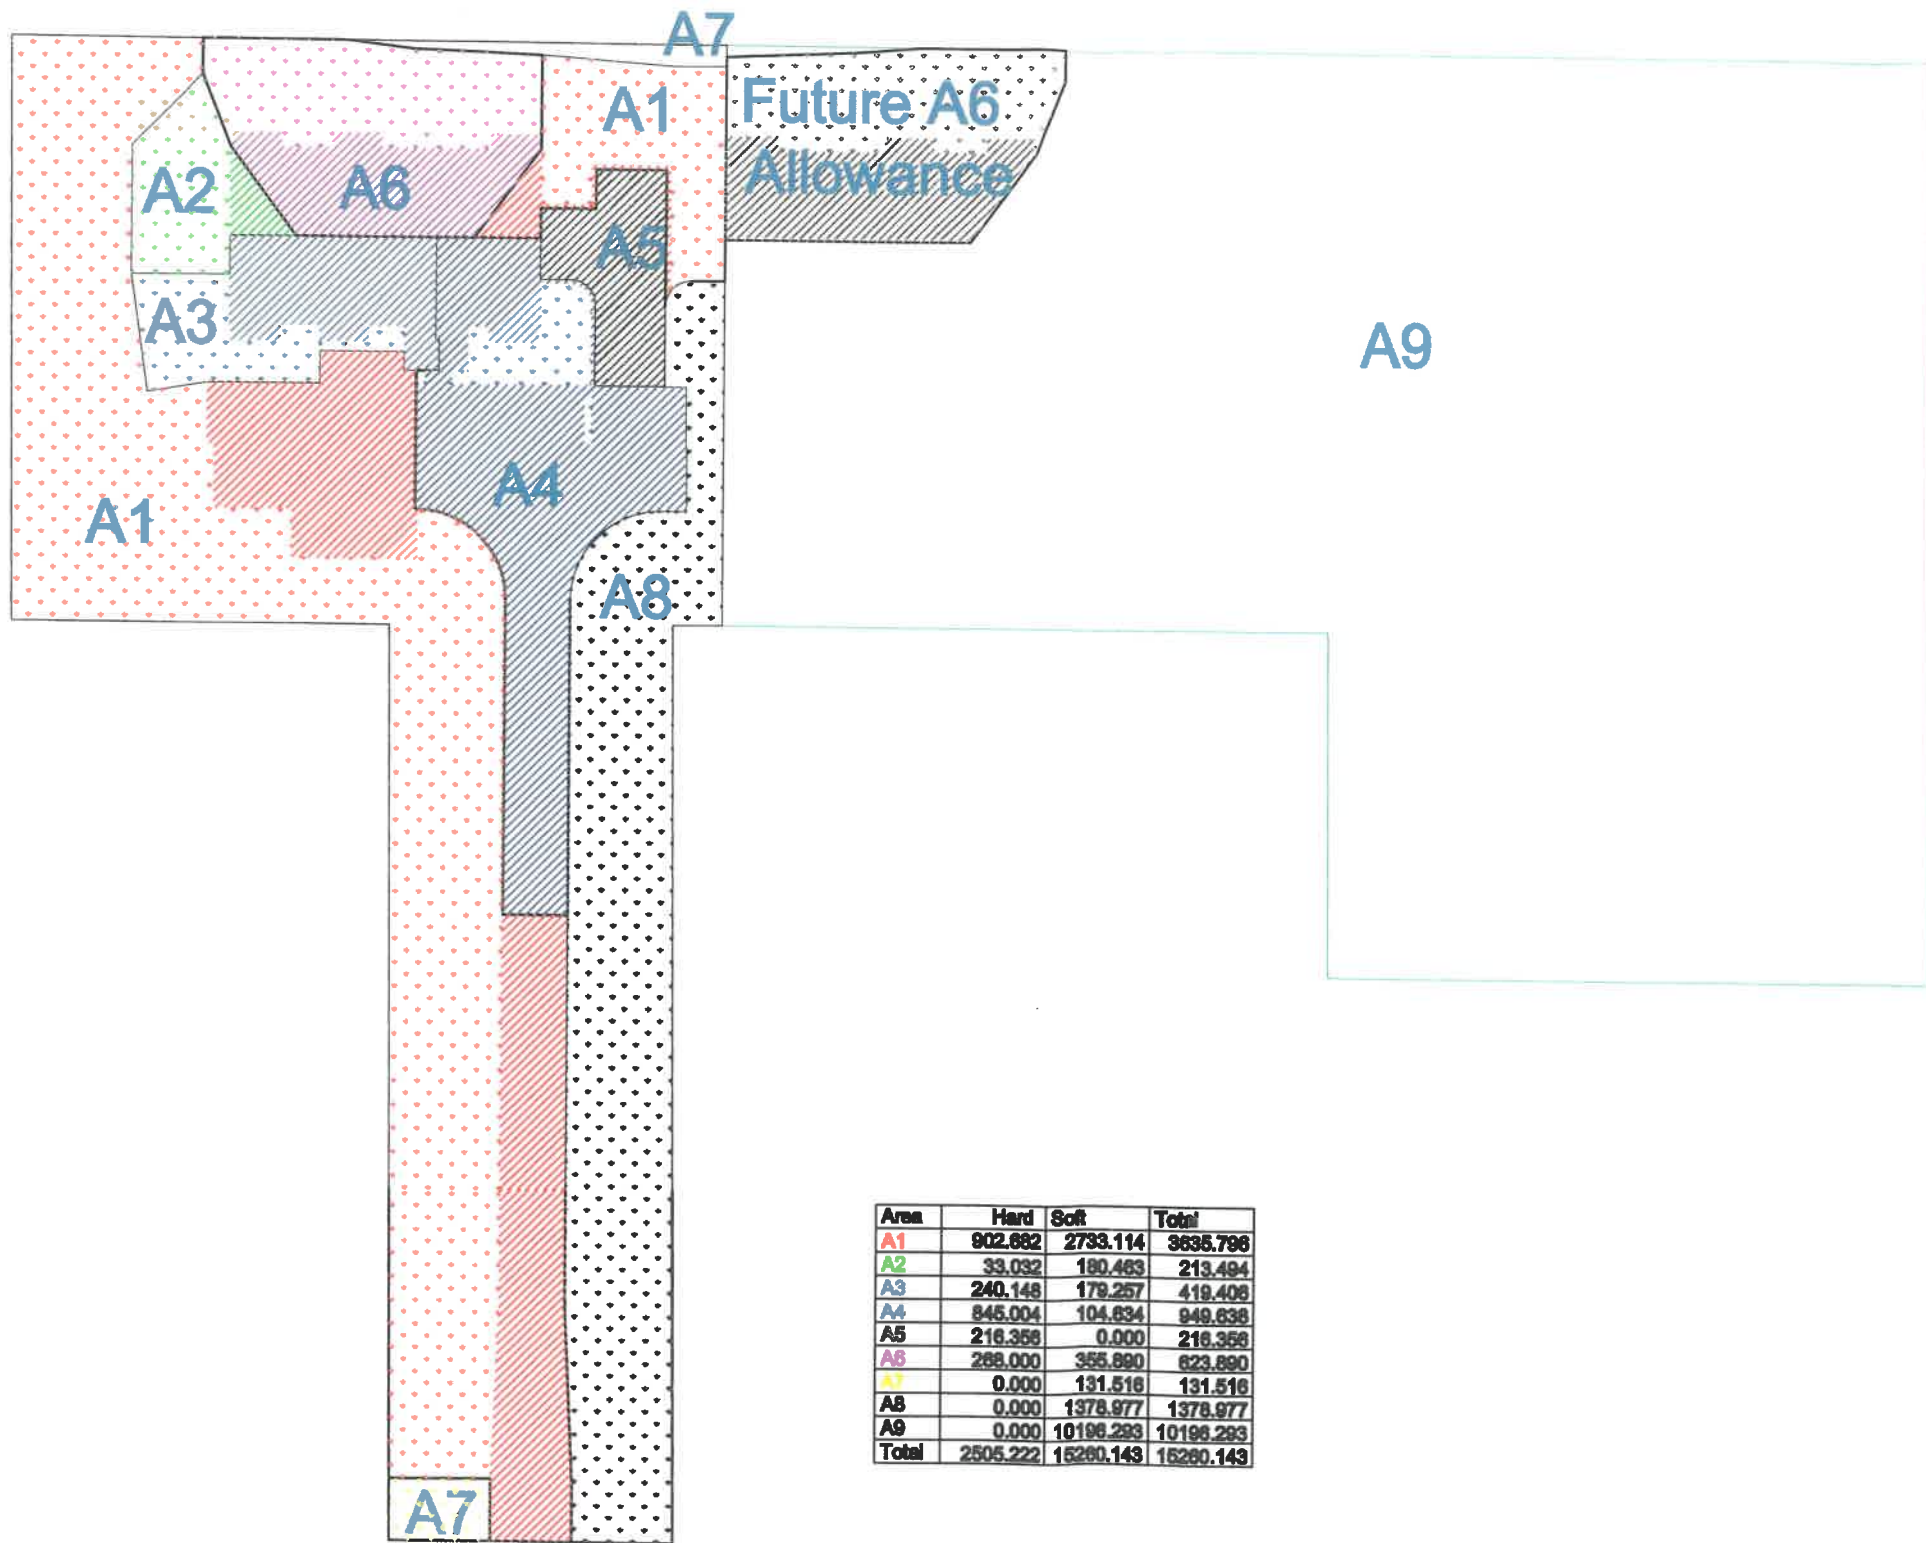 A7
A1
Future A6
Allowance
A2
A6
A5
A3
A9
A4
A1
A8
A7
Area Hard Soft Total
A1 902.682 2733.114 3635.796
A2 33.032 180.463 213.494
A3 240.148 179.257 419.406
A4 845.004 104.634 949.638
A5 216.356 0.000 216.356
A6 268.000 355.890 623.890
A7 0.000 131.516 131.516
A8 0.000 1378.977 1378.977
A9 0.000 10196.293 10196.293
Total 2505.222 15260.143 15260.143